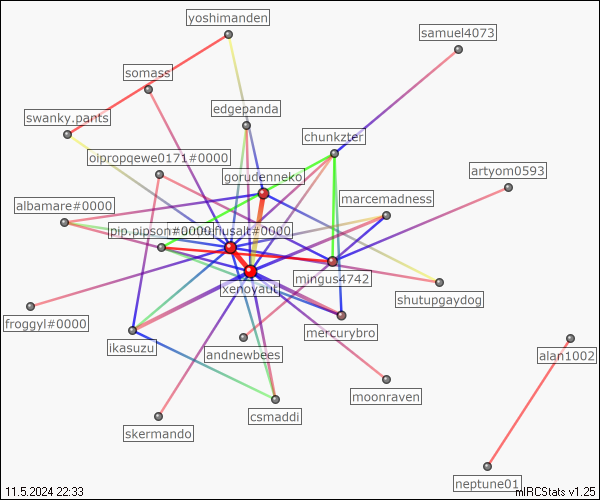 yoshimanden
samuel4073
somass
edgepanda
swanky.pants
chunkzter
oipropqewe0171#0000
gorudenneko
artyom0593
albamare#0000
marcemadness
pip.pipson#0000
eflusalt#0000
mingus4742
xenoyaut
shutupgaydog
froggyl#0000
mercurybro
ikasuzu
andnewbees
alan1002
moonraven
csmaddi
skermando
neptune01
11.5.2024 22:33
mIRCStats v1.25